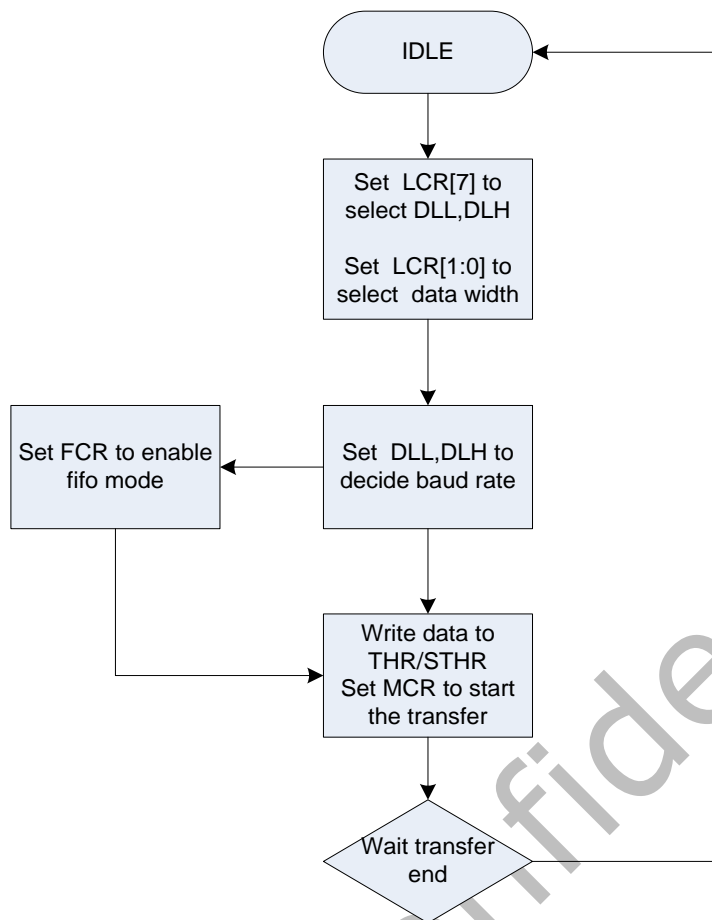 IDLE
Set LCR[7] to
select DLL,DLH
Set LCR[1:0] to
select data width
Set FCR to enable
fifo mode
Set DLL,DLH to
decide baud rate
Write data to
THR/STHR
Set MCR to start
the transfer
Wait transfer
end